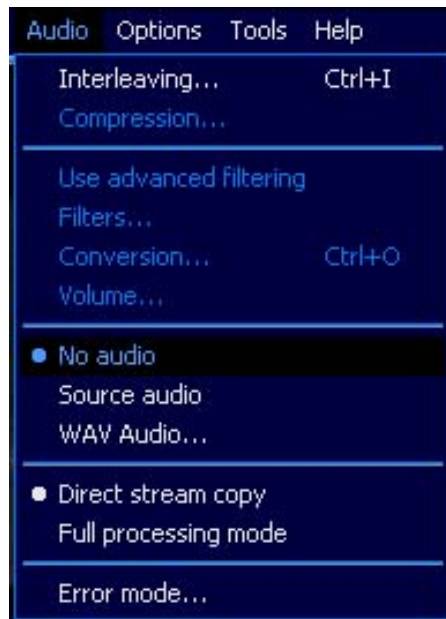 Audio Options Tools Help
Interleaving... Ctrl+I
Compression...
Use advanced filtering
Filters...
Conversion... Ctrl+O
Volume...
No audio
Source audio
WAV Audio...
Direct stream copy
Full processing mode
Error mode...